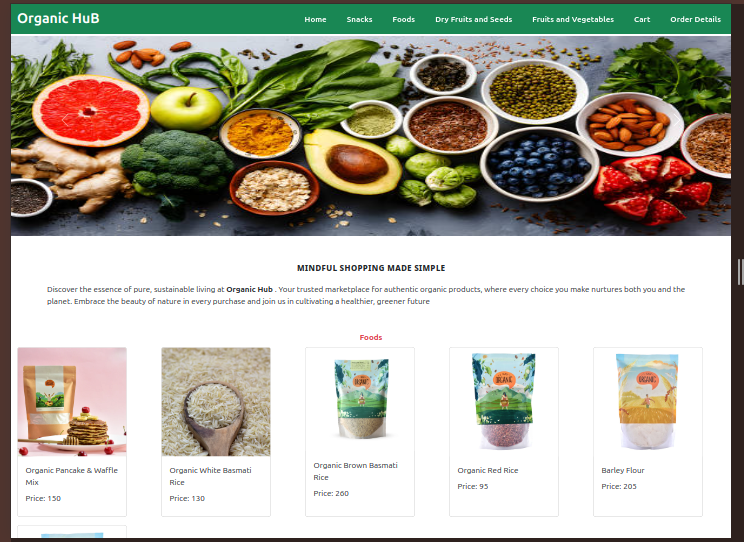 Organic HuB
Home Snacks Foods Dry Fruits and Seeds Fruits and Vegetables Cart Order Details
MINDFUL SHOPPING MADE SIMPLE
Discover the essence of pure, sustainable living at Organic Hub . Your trusted marketplace for authentic organic products, where every choice you make nurtures both you and the
planet. Embrace the beauty of nature in every purchase and join us in cultivating a healthier, greener future
Foods
Organic Pancake & Waffle
Mix
Price: 150
Organic White Basmati
Rice
Price: 130
Organic Brown Basmati
Rice
Price: 260
ORGANIC
Organic Red Rice
Price: 95
ORGANIC
Barley Flour
Price: 205